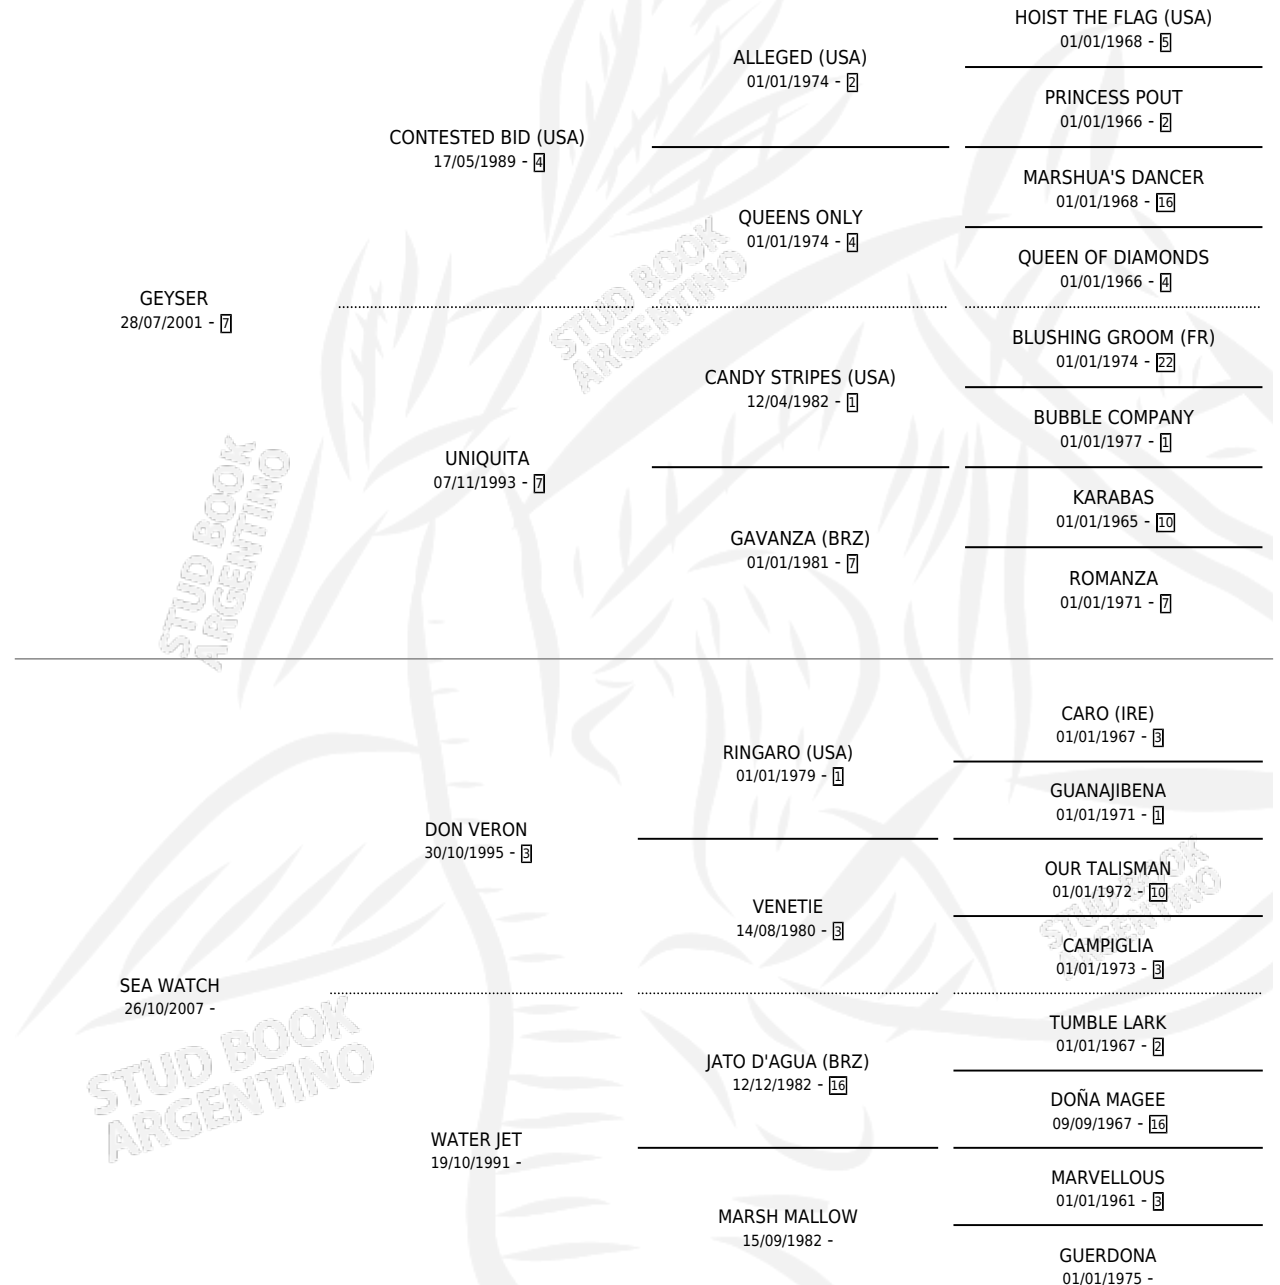 HOIST THE FLAG (USA)
01/01/1968 - 5
ALLEGED (USA)
01/01/1974 - 2
PRINCESS POUT
01/01/1966 - 2
CONTESTED BID (USA)
17/05/1989 - 4
MARSHUA'S DANCER
01/01/1968 - 16
QUEENS ONLY
01/01/1974 - 4
QUEEN OF DIAMONDS
01/01/1966 - 4
GEYSER
28/07/2001 - 7
BLUSHING GROOM (FR)
01/01/1974 - 22
CANDY STRIPES (USA)
12/04/1982 - 1
BUBBLE COMPANY
01/01/1977 - 1
UNIQUITA
07/11/1993 - 7
KARABAS
01/01/1965 - 10
GAVANZA (BRZ)
01/01/1981 - 7
ROMANZA
01/01/1971 - 7
CARO (IRE)
01/01/1967 - 3
RINGARO (USA)
01/01/1979 - 1
GUANAJIBENA
01/01/1971 - 1
DON VERON
30/10/1995 - 3
OUR TALISMAN
01/01/1972 - 10
VENETIE
14/08/1980 - 3
CAMPIGLIA
01/01/1973 - 3
SEA WATCH
26/10/2007 -
TUMBLE LARK
01/01/1967 - 2
JATO D'AGUA (BRZ)
12/12/1982 - 16
DOÑA MAGEE
09/09/1967 - 16
WATER JET
19/10/1991 -
MARVELLOUS
01/01/1961 - 3
MARSH MALLOW
15/09/1982 -
GUERDONA
01/01/1975 -
STUD BOOK
ARGENTINO
STUD BOOK
ARGENTINO
STUD BOOK
ARGENTINO
STUD BOOK
ARGENTINO